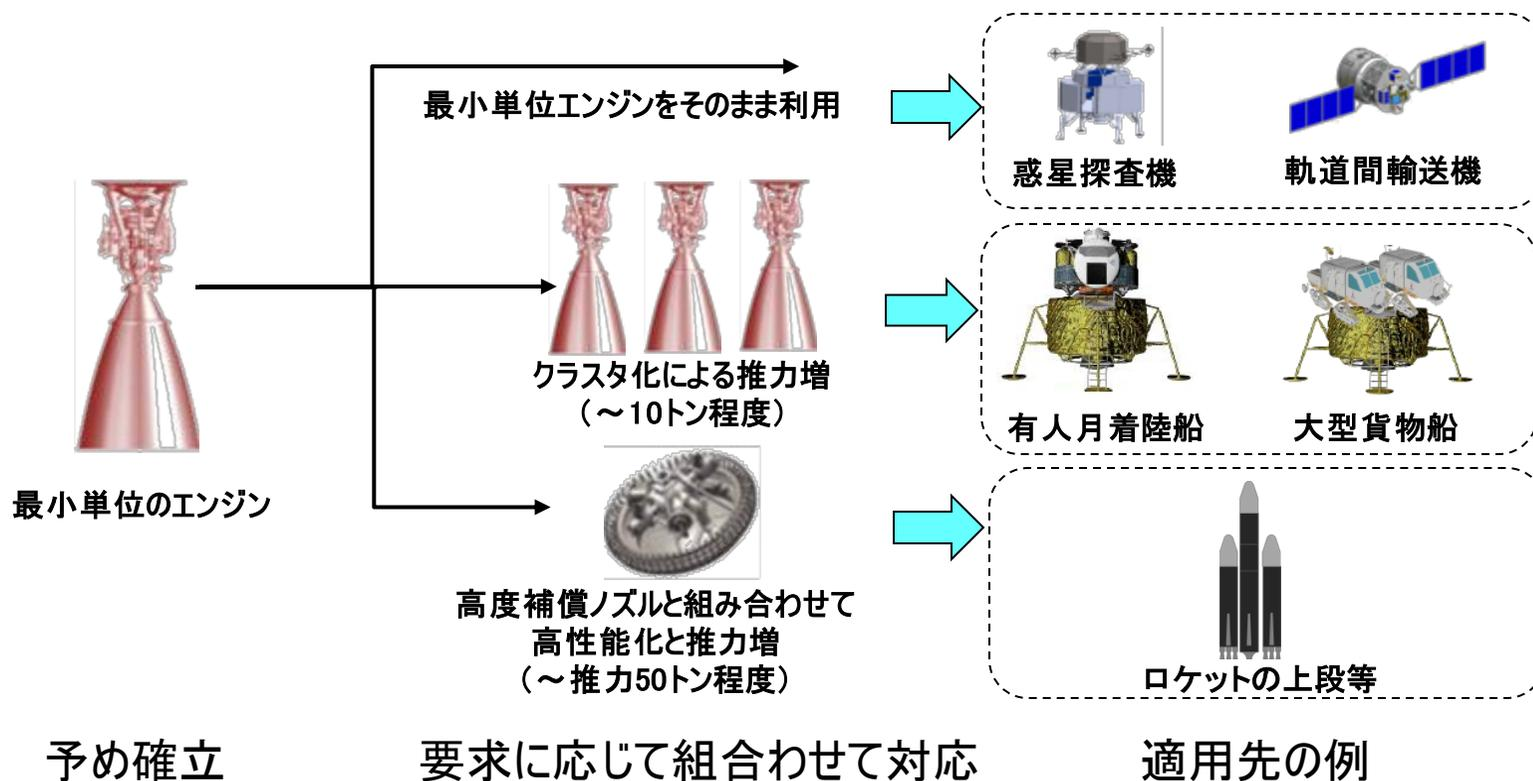 最小単位エンジンをそのまま利用
惑星探査機
軌道間輸送機
クラスタ化による推力増
（～10トン程度）
有人月着陸船
大型貨物船
最小単位のエンジン
高度補償ノズルと組み合わせて
高性能化と推力増
（～推力50トン程度）
ロケットの上段等
予め確立
要求に応じて組合わせて対応
適用先の例